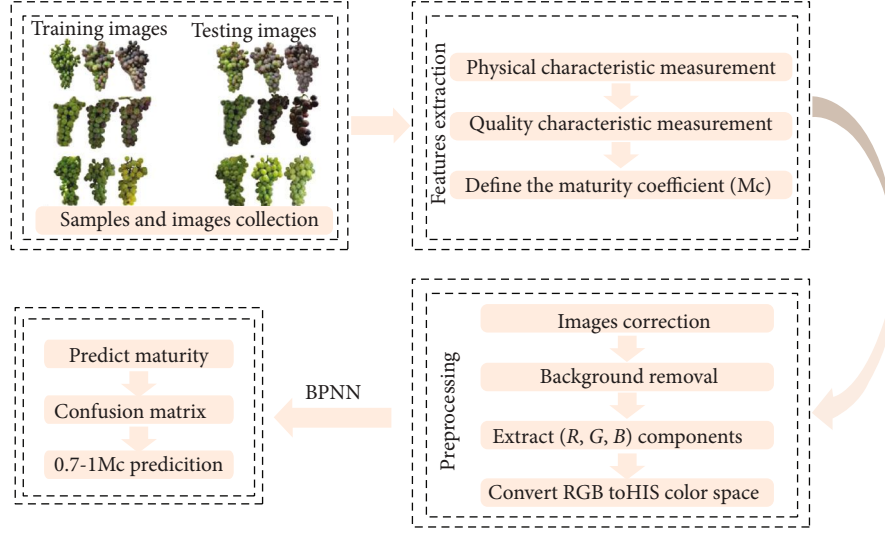 Training images
Testing images
Samples and images collection
Features extraction
Physical characteristic measurement
Quality characteristic measurement
Define the maturity coefficient (Mc)
Preprocessing
Images correction
Background removal
Extract (R, G, B) components
Convert RGB toHIS color space
BPNN
Predict maturity
Confusion matrix
0.7-1Mc predicition